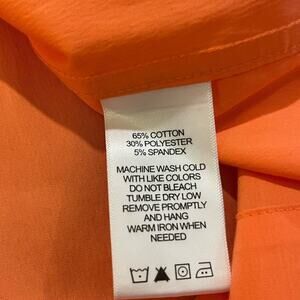 65% COTTON
30% POLYESTER
5% SPANDEX
MACHINE WASH COLD
WITH LIKE COLORS
DO NOT BLEACH
TUMBLE DRY LOW
REMOVE PROMPTLY
AND HANG
WARM IRON WHEN
NEEDED